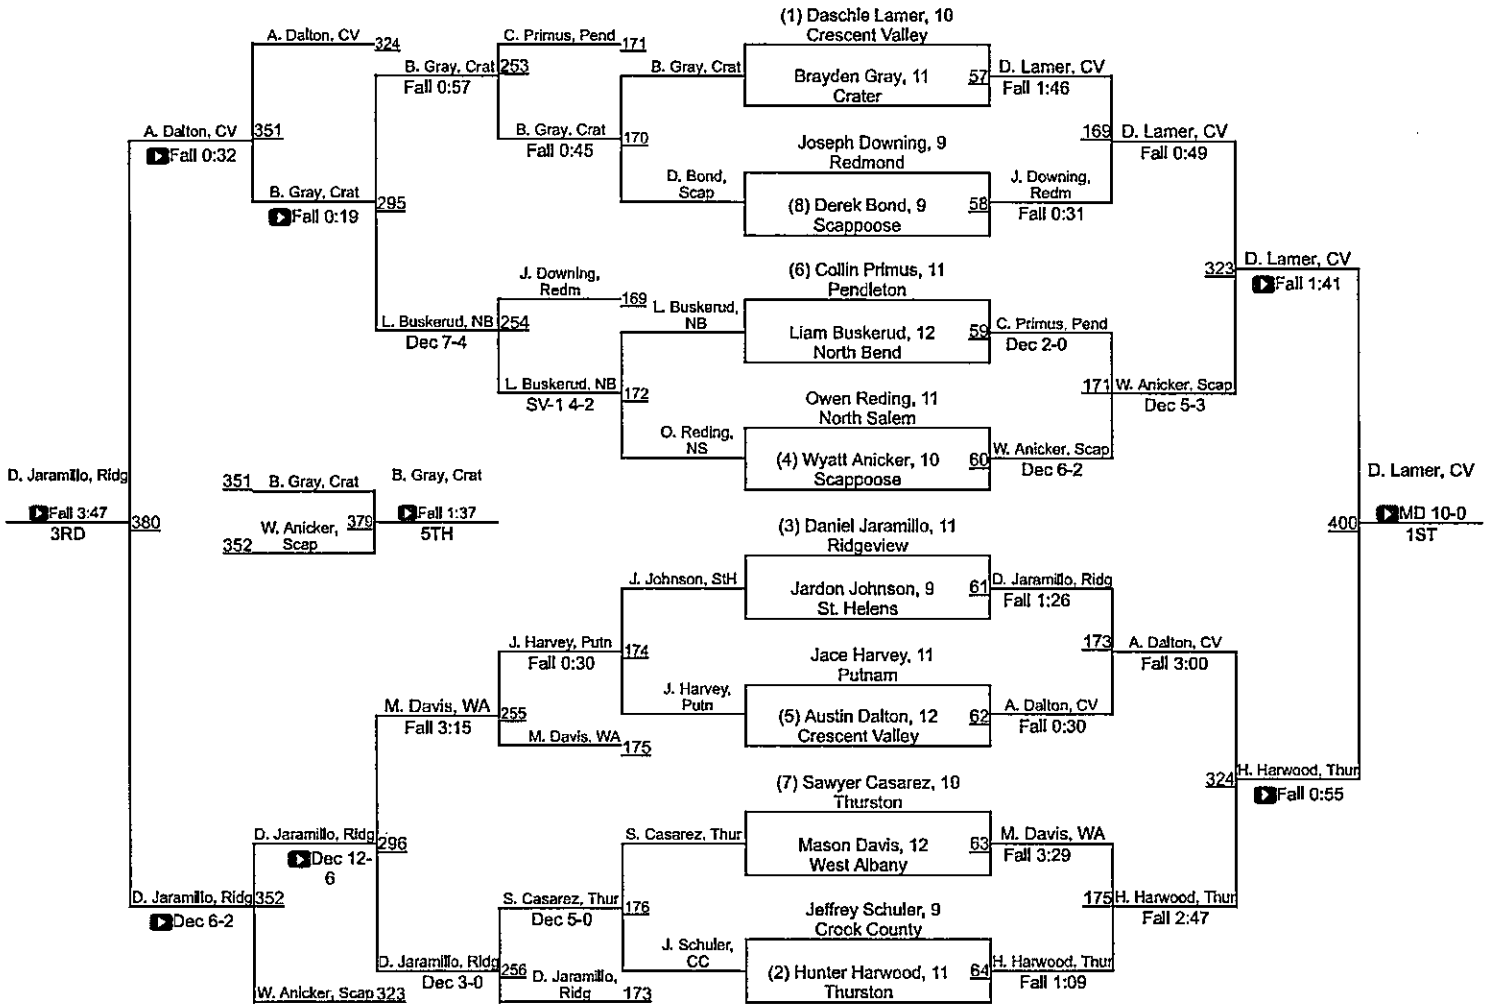 (1) Daschle Lamer, 10
Crescent Valley
A. Dalton, CV
324
C. Primus, Pend
171
B. Gray, Crat
253
Fall 0:57
B. Gray, Crat
Brayden Gray, 11
Crater
57
D. Lamer, CV
Fall 1:46
A. Dalton, CV
351
Fall 0:32
B. Gray, Crat
170
Fall 0:45
Joseph Downing, 9
Redmond
169
D. Lamer, CV
Fall 0:49
B. Gray, Crat
295
Fall 0:19
D. Bond,
Scap
(8) Derek Bond, 9
Scappoose
58
J. Downing,
Redm
Fall 0:31
(6) Collin Primus, 11
Pendleton
323
D. Lamer, CV
Fall 1:41
J. Downing,
Redm
169
L. Buskerud, NB
254
Dec 7-4
L. Buskerud,
NB
Liam Buskerud, 12
North Bend
59
C. Primus, Pend
Dec 2-0
L. Buskerud, NB
172
SV-1 4-2
Owen Reding, 11
North Salem
171
W. Anicker, Scap
Dec 5-3
O. Reding,
NS
(4) Wyatt Anicker, 10
Scappoose
60
W. Anicker, Scap
Dec 6-2
D. Jaramillo, Ridg
Fall 3:47
3RD
380
351
B. Gray, Crat
B. Gray, Crat
W. Anicker,
Scap
352
379
Fall 1:37
5TH
D. Lamer, CV
400
MD 10-0
1ST
(3) Daniel Jaramillo, 11
Ridgeview
J. Johnson, StH
Jardon Johnson, 9
St. Helens
61
D. Jaramillo, Ridg
Fall 1:26
J. Harvey, Putn
174
Fall 0:30
Jace Harvey, 11
Putnam
173
A. Dalton, CV
Fall 3:00
M. Davis, WA
255
Fall 3:15
J. Harvey,
Putn
(5) Austin Dalton, 12
Crescent Valley
62
A. Dalton, CV
Fall 0:30
M. Davis, WA
175
(7) Sawyer Casarez, 10
Thurston
324
H. Harwood, Thur
Fall 0:55
D. Jaramillo, Ridg
296
Dec 12-
6
S. Casarez, Thur
Mason Davis, 12
West Albany
63
M. Davis, WA
Fall 3:29
D. Jaramillo, Ridg
352
Dec 6-2
S. Casarez, Thur
176
Dec 5-0
Jeffrey Schuler, 9
Crook County
175
H. Harwood, Thur
Fall 2:47
D. Jaramillo, Ridg
256
Dec 3-0
J. Schuler,
CC
(2) Hunter Harwood, 11
Thurston
64
H. Harwood, Thur
Fall 1:09
W. Anicker, Scap
323
D. Jaramillo,
Ridg
173